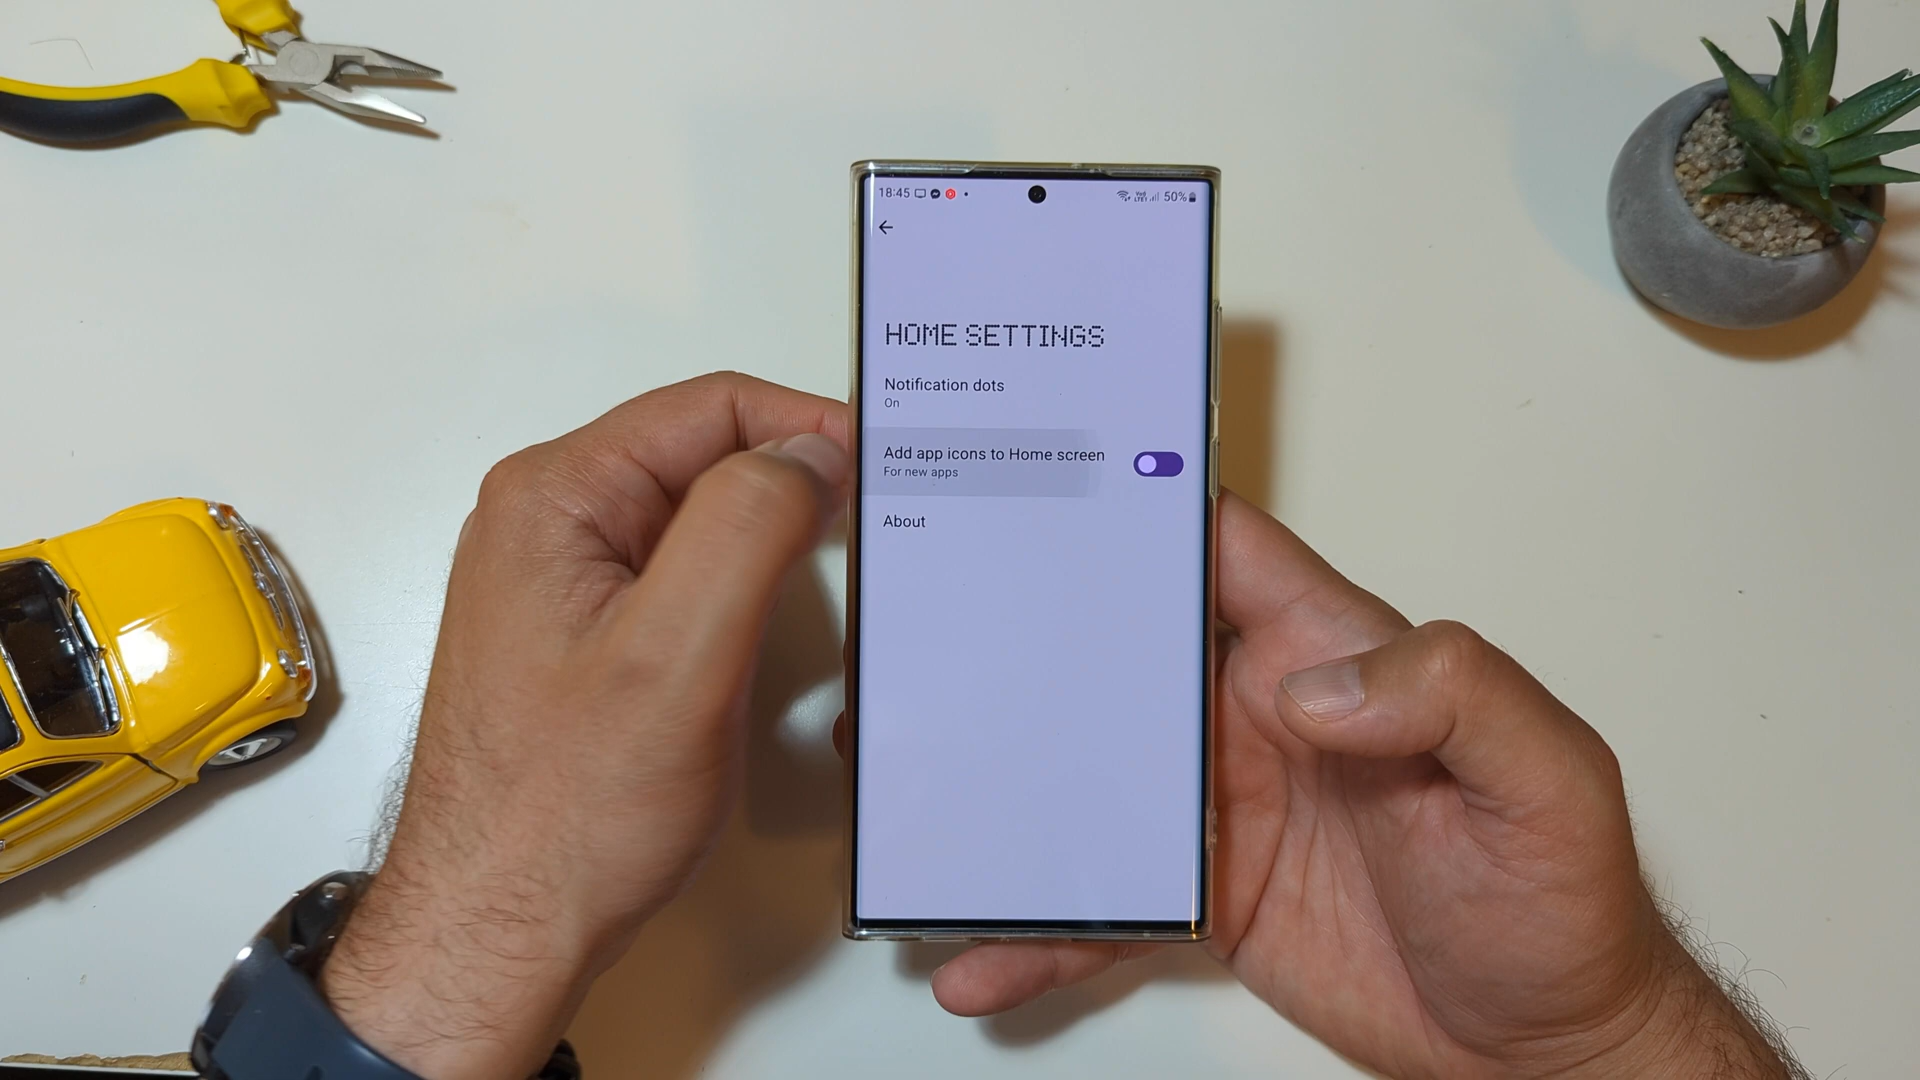 18:45 50%
HOME SETTINGS
Notification dots
On
Add app icons to Home screen
For new apps
About